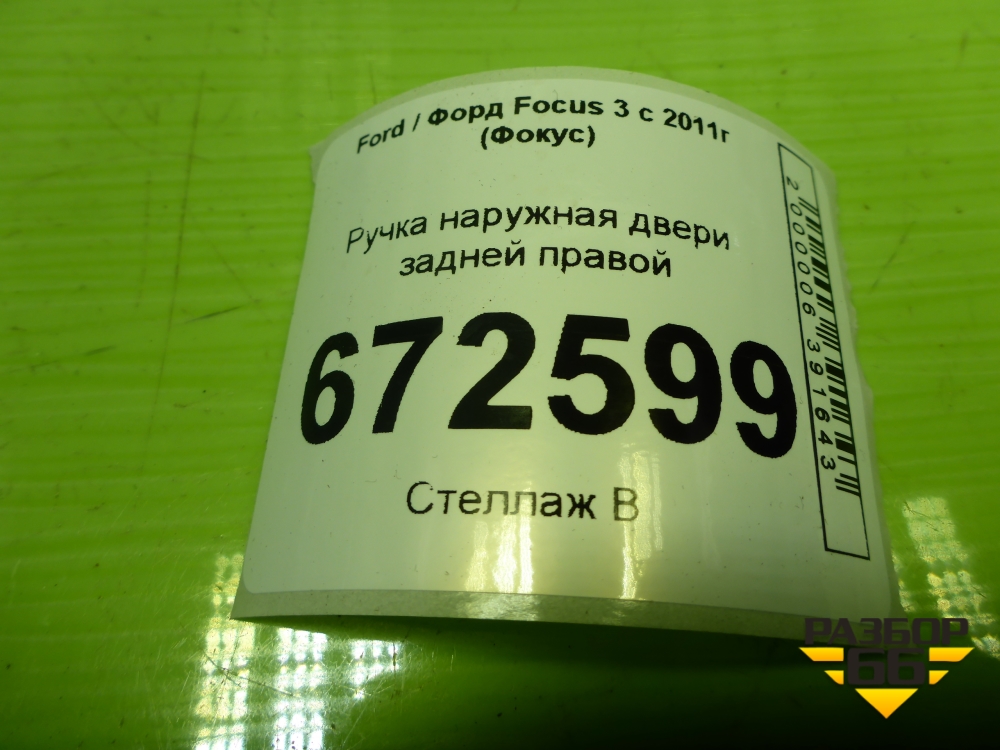 Ford / Форд Focus 3 с 2011г
(Фокус)
Ручка наружная двери
задней правой
672599
Стеллаж В
2000006391643
РАЗБОР
66